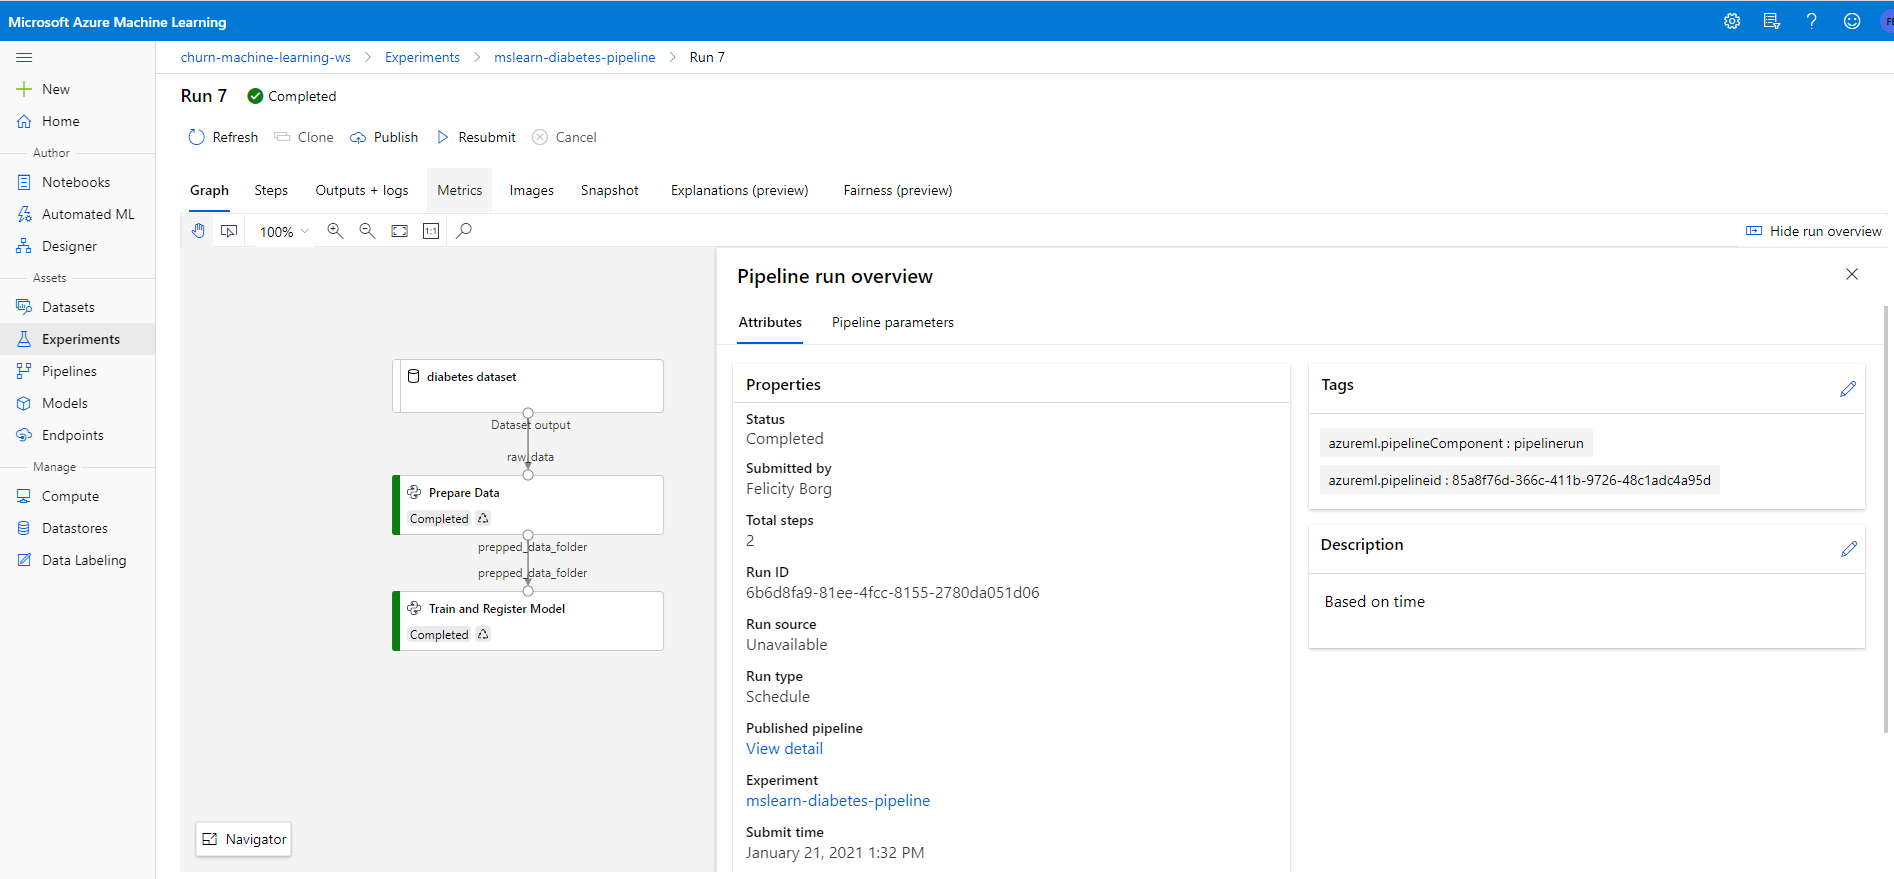 Microsoft Azure Machine Learning
churn-machine-learning-ws > Experiments > mslearn-diabetes-pipeline > Run 7
New
Home
Author
Notebooks
Automated ML
Designer
Assets
Datasets
Experiments
Pipelines
Models
Endpoints
Manage
Compute
Datastores
Data Labeling
Run 7 Completed
Refresh Clone Publish Resubmit Cancel
Graph Steps Outputs + logs Metrics Images Snapshot Explanations (preview) Fairness (preview)
100% 1:1 Hide run overview
diabetes dataset
Dataset output
raw_data
Prepare Data
Completed
prepped_data_folder
prepped_data_folder
Train and Register Model
Completed
Navigator
Pipeline run overview
Attributes Pipeline parameters
Properties
Status
Completed
Submitted by
Felicity Borg
Total steps
2
Run ID
6b6d8fa9-81ee-4fcc-8155-2780da051d06
Run source
Unavailable
Run type
Schedule
Published pipeline
View detail
Experiment
mslearn-diabetes-pipeline
Submit time
January 21, 2021 1:32 PM
Tags
azureml.pipelineComponent : pipelinerun
azureml.pipelineid : 85a8f76d-366c-411b-9726-48c1adc4a95d
Description
Based on time